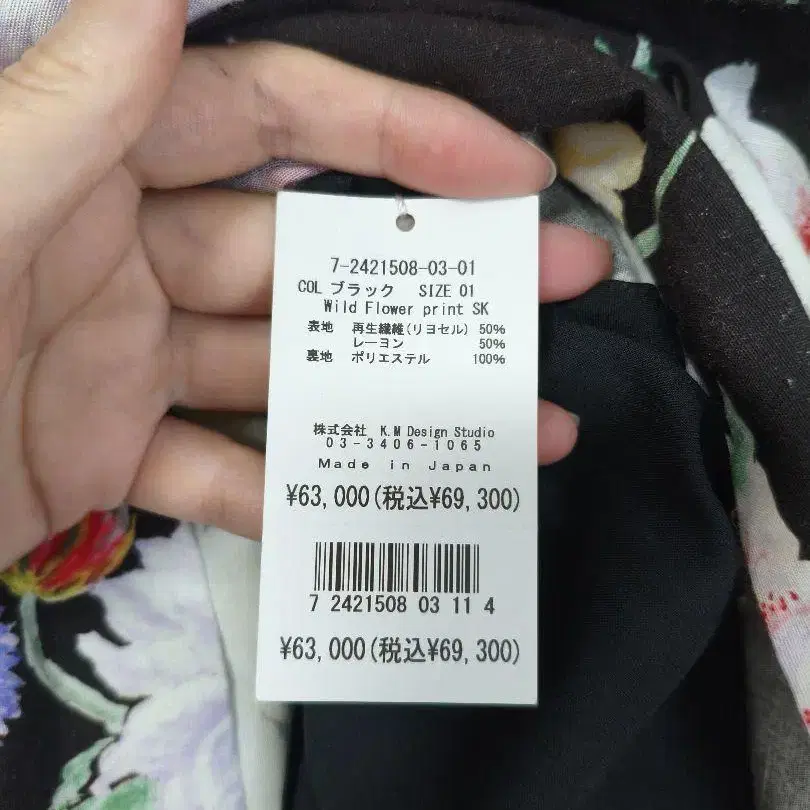 7-2421508-03-01
COL ブラック SIZE 01
Wild Flower print SK
表地 再生繊維(リヨセル) 50%
レーヨン 50%
裏地 ポリエステル 100%
株式会社 K.M Design Studio
03-3406-1065
Made in Japan
¥63,000(税込¥69,300)
7 2421508 03 11 4
¥63,000(税込¥69,300)